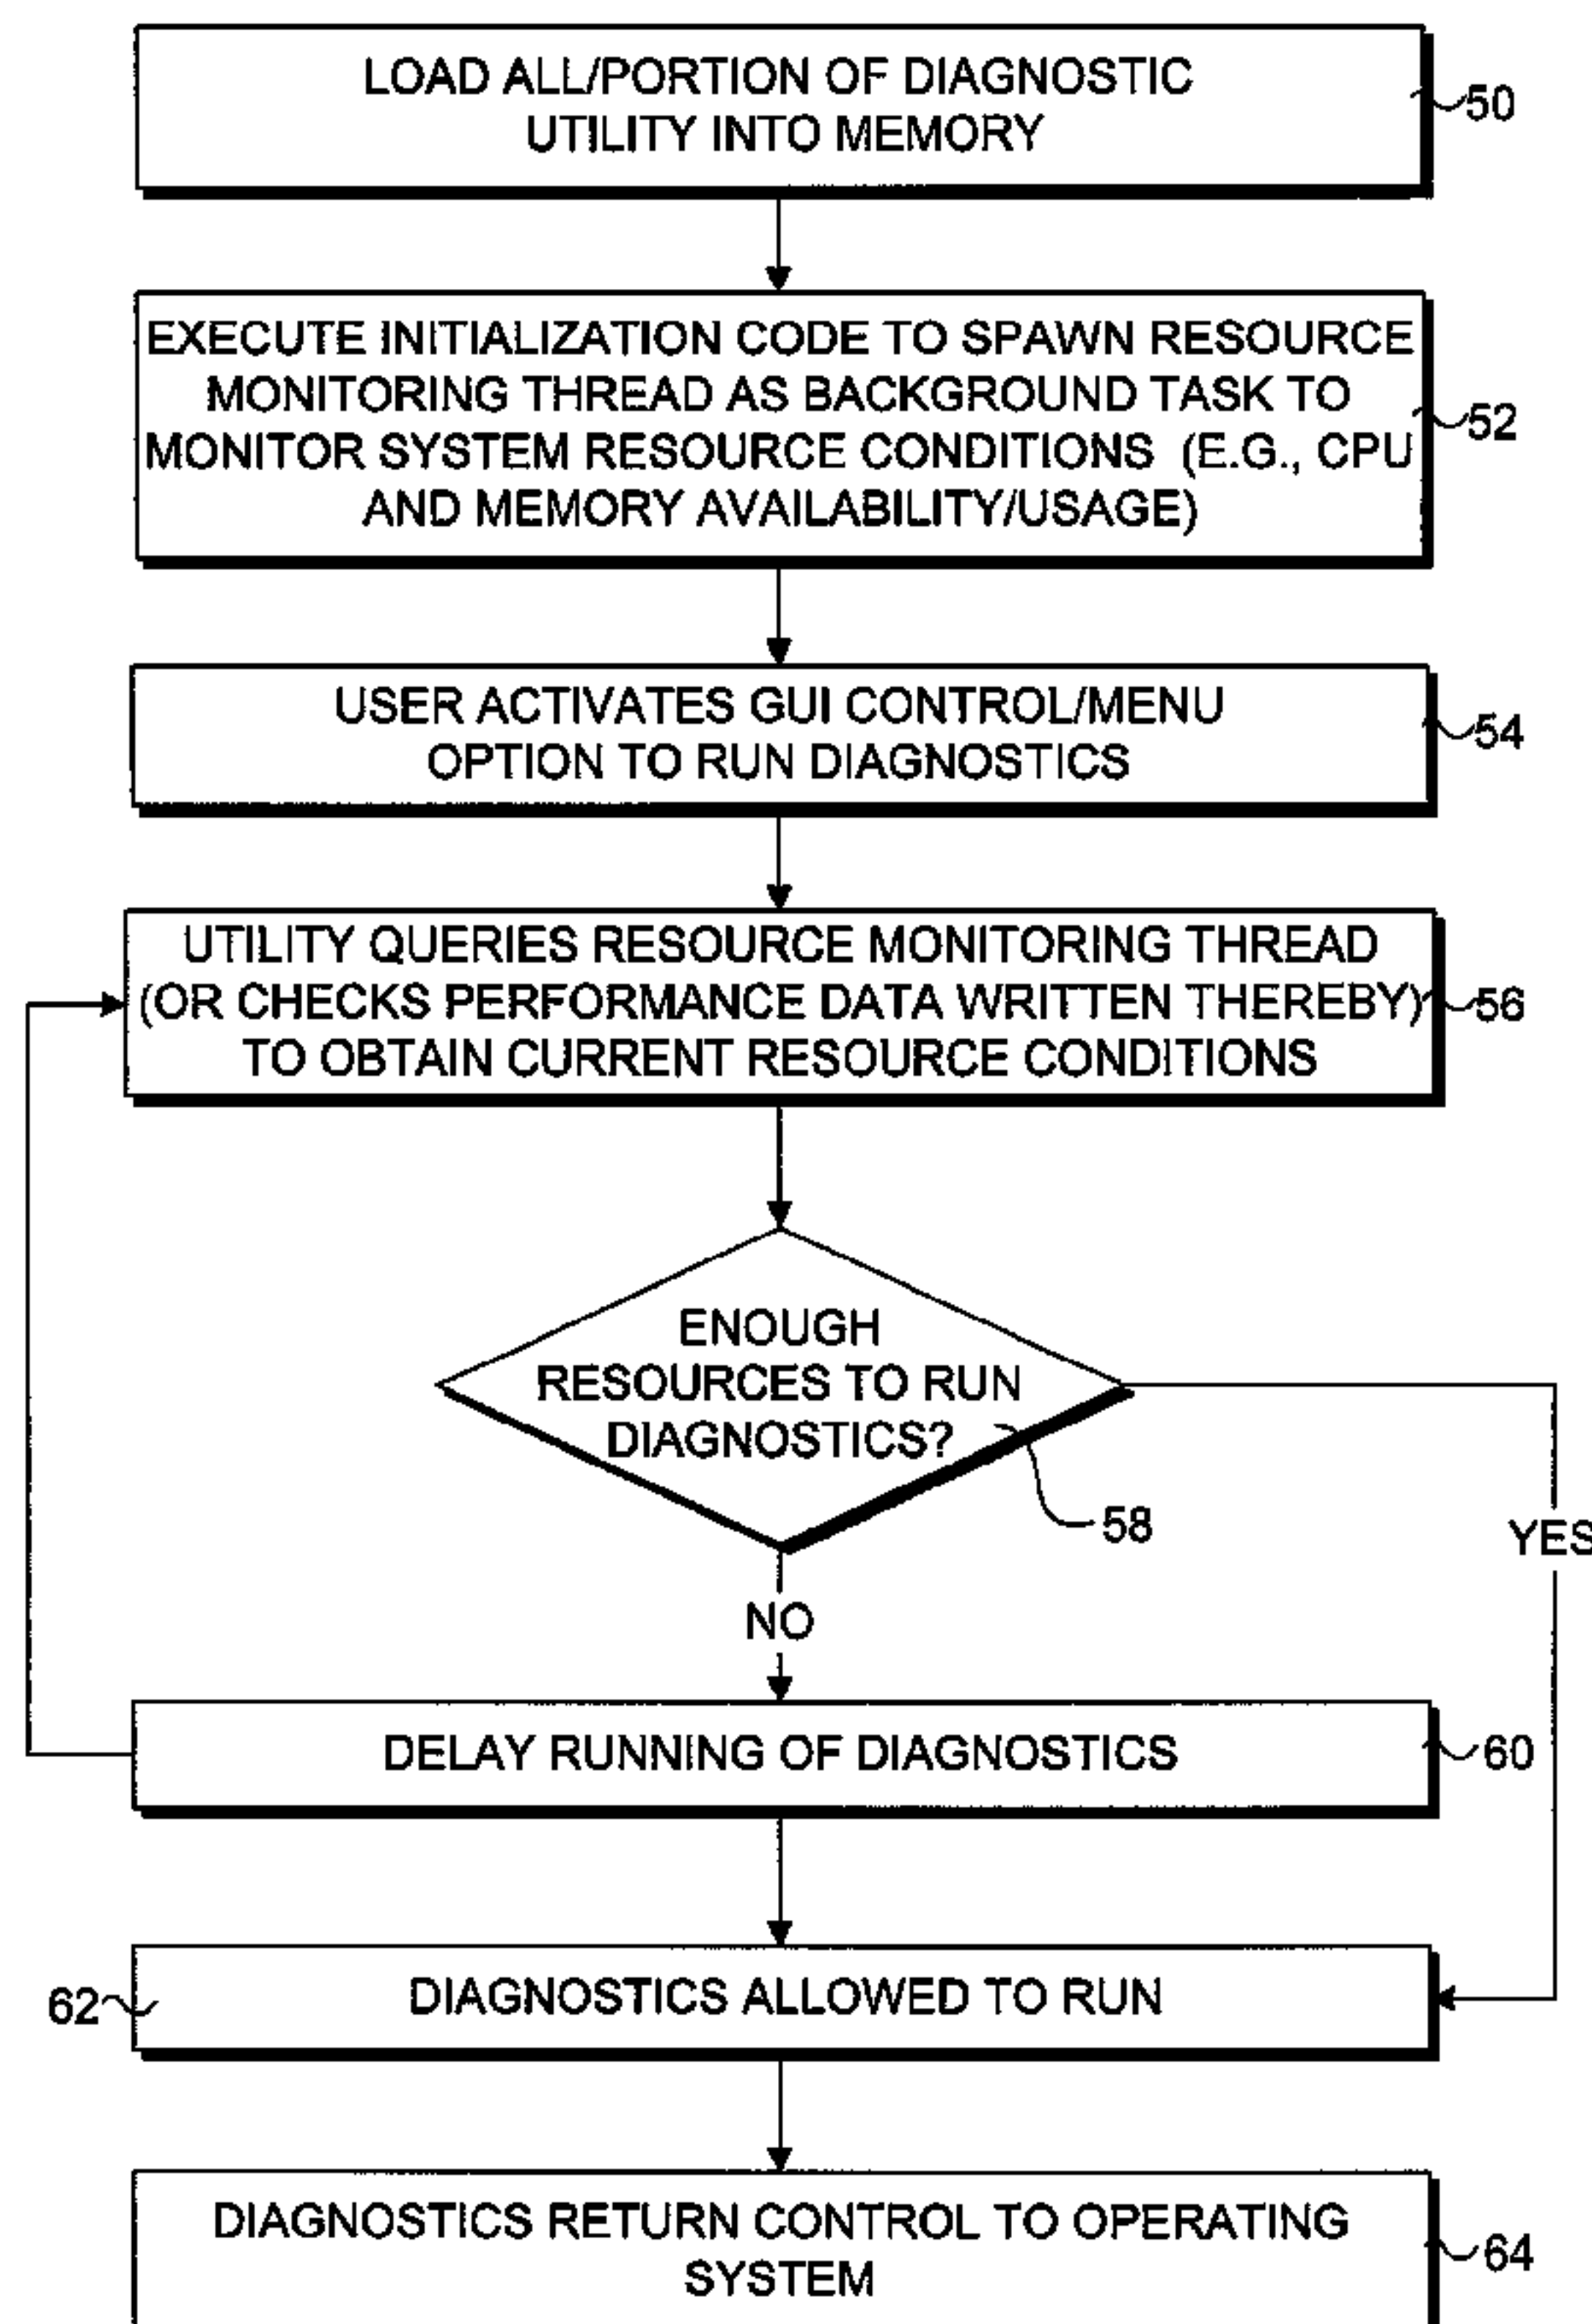 LOAD ALL/PORTION OF DIAGNOSTIC
UTILITY INTO MEMORY
50
EXECUTE INITIALIZATION CODE TO SPAWN RESOURCE
MONITORING THREAD AS BACKGROUND TASK TO
MONITOR SYSTEM RESOURCE CONDITIONS (E.G., CPU
AND MEMORY AVAILABILITY/USAGE)
52
USER ACTIVATES GUI CONTROL/MENU
OPTION TO RUN DIAGNOSTICS
54
UTILITY QUERIES RESOURCE MONITORING THREAD
(OR CHECKS PERFORMANCE DATA WRITTEN THEREBY)
TO OBTAIN CURRENT RESOURCE CONDITIONS
56
ENOUGH
RESOURCES TO RUN
DIAGNOSTICS?
58
YES
NO
DELAY RUNNING OF DIAGNOSTICS
60
62
DIAGNOSTICS ALLOWED TO RUN
DIAGNOSTICS RETURN CONTROL TO OPERATING
SYSTEM
64